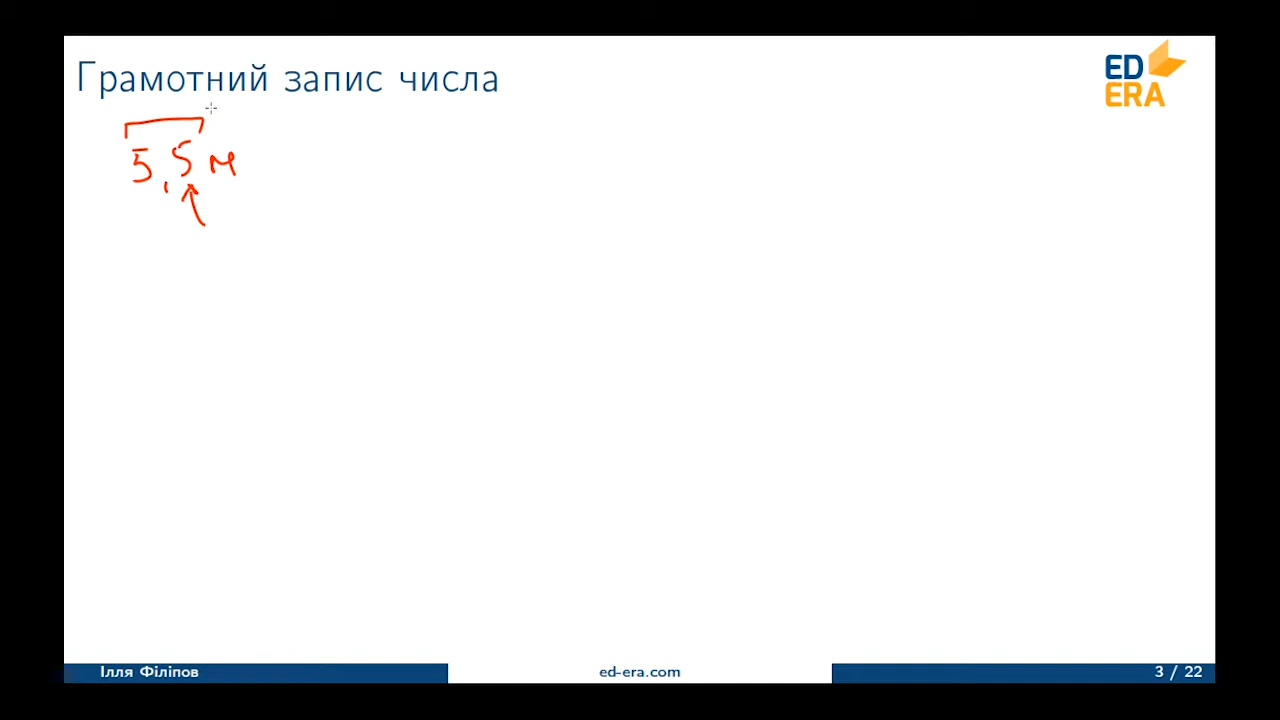 Грамотний запис числа
ED
ERA
5,5 м
Ілля Філіпов
ed-era.com
3 / 22